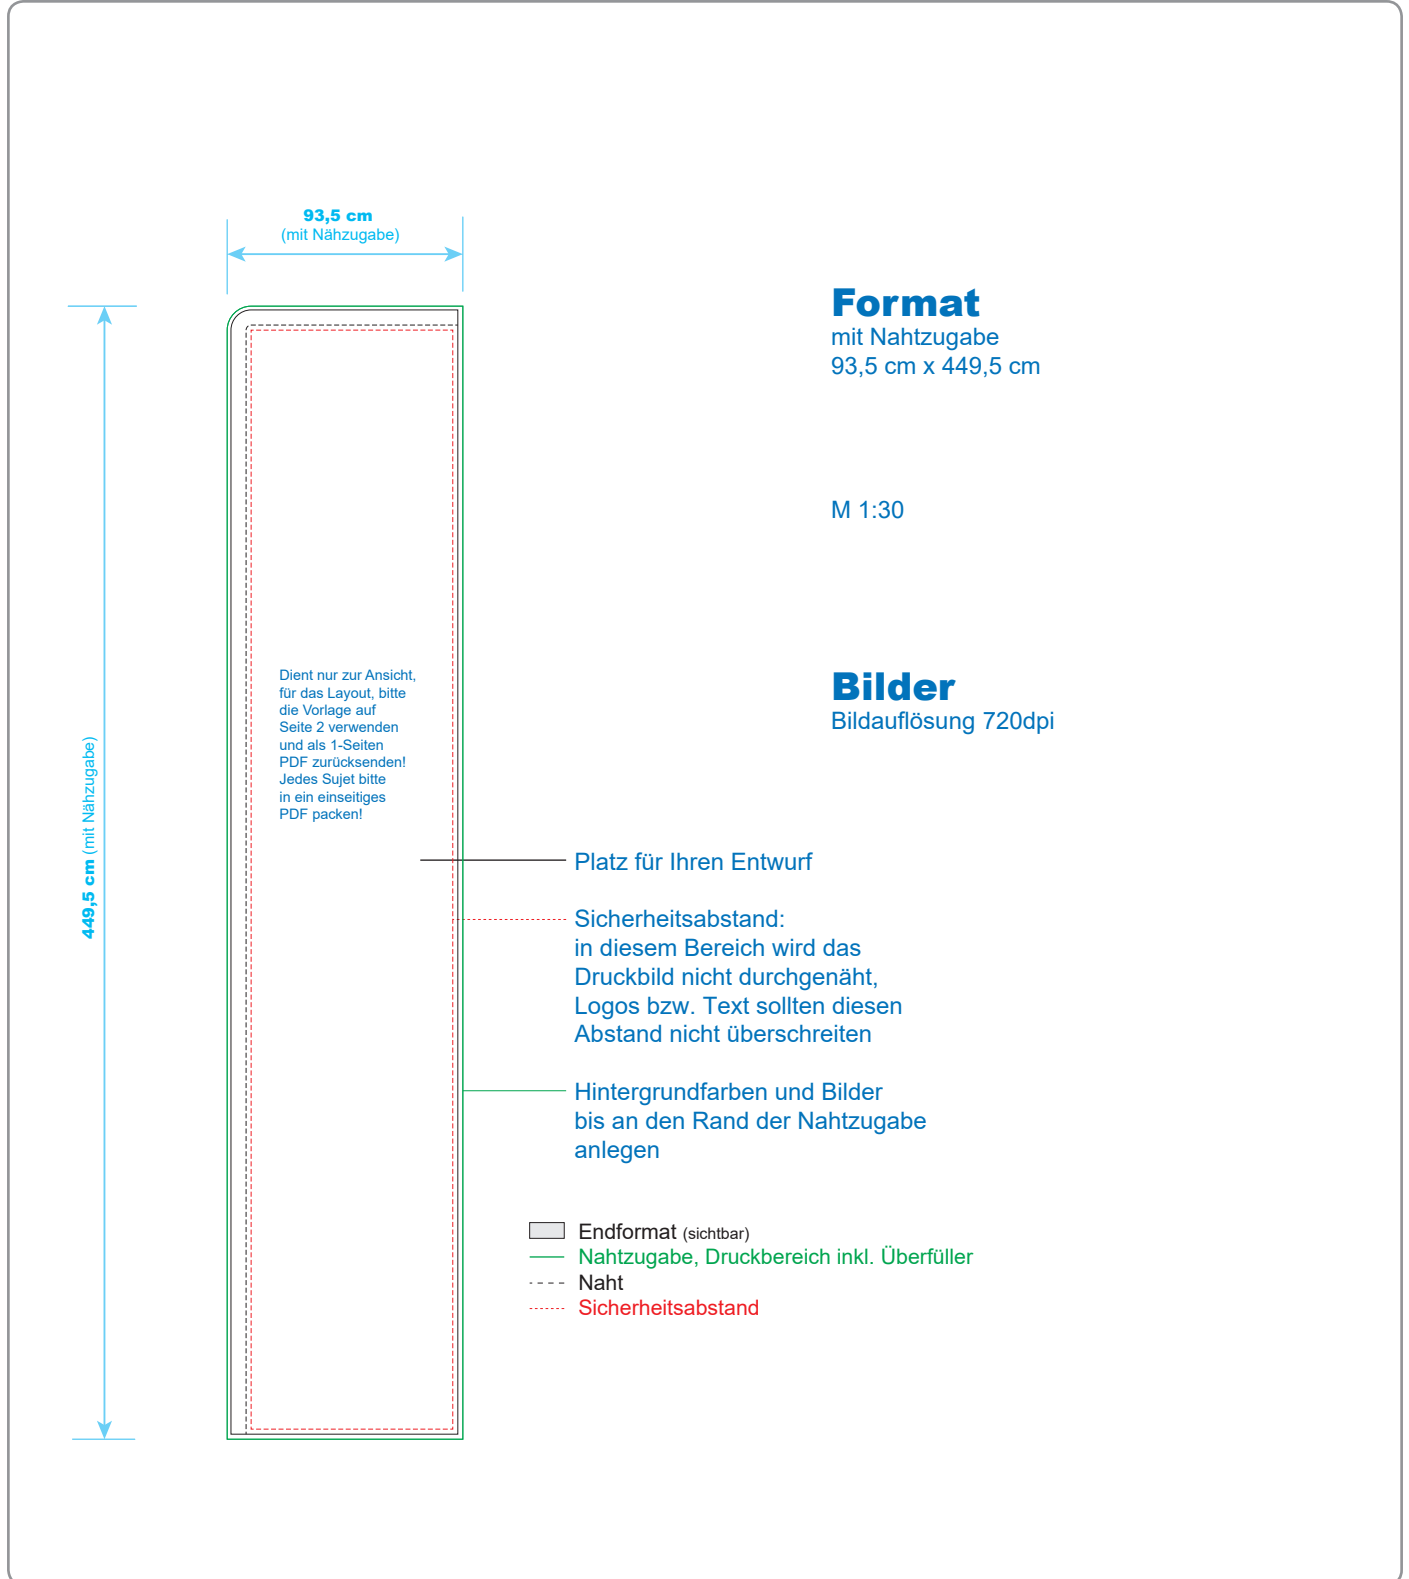 93,5 cm
(mit Nähzugabe)
449,5 cm (mit Nähzugabe)
Format
mit Nahtzugabe
93,5 cm x 449,5 cm
M 1:30
Bilder
Bildauflösung 720dpi
Dient nur zur Ansicht,
für das Layout, bitte
die Vorlage auf
Seite 2 verwenden
und als 1-Seiten
PDF zurücksenden!
Jedes Sujet bitte
in ein einseitiges
PDF packen!
Platz für Ihren Entwurf
Sicherheitsabstand:
in diesem Bereich wird das
Druckbild nicht durchgenäht,
Logos bzw. Text sollten diesen
Abstand nicht überschreiten
Hintergrundfarben und Bilder
bis an den Rand der Nahtzugabe
anlegen
Endformat (sichtbar)
Nahtzugabe, Druckbereich inkl. Überfüller
Naht
Sicherheitsabstand